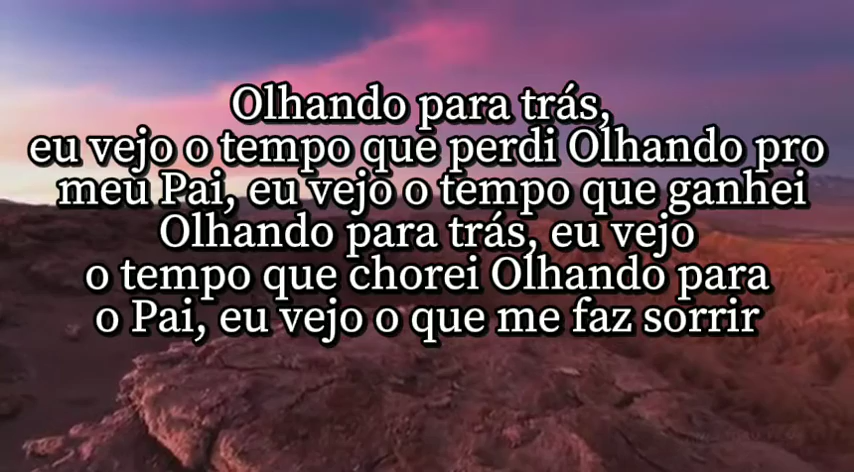 Olhando para trás,
eu vejo o tempo que perdi Olhando pro
meu Pai, eu vejo o tempo que ganhei
Olhando para trás, eu vejo
o tempo que chorei Olhando para
o Pai, eu vejo o que me faz sorrir